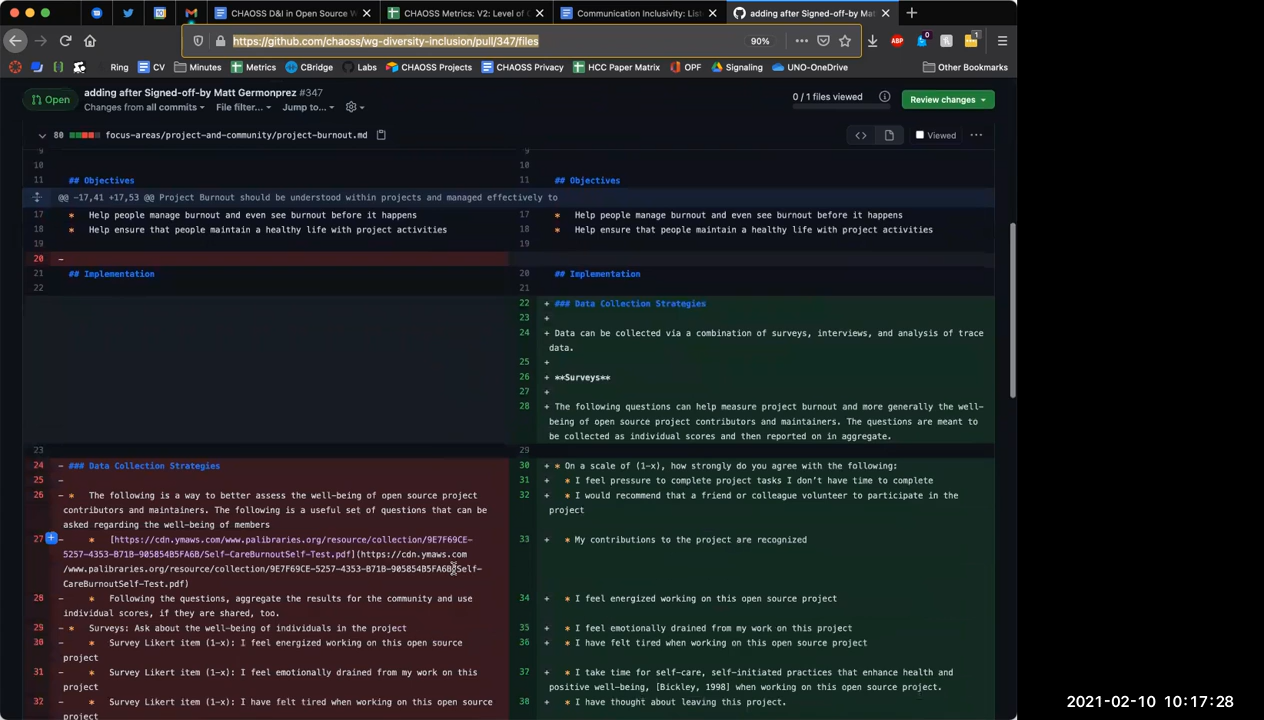 CHAOSS D&I in Open Source W
CHAOSS Metrics: V2: Level of C
Communication Inclusivity: List
adding after Signed-off-by Mat
https://github.com/chaoss/wg-diversity-inclusion/pull/347/files
90%
ABP
0
1
Ring
CV
Minutes
Metrics
CBridge
Labs
CHAOSS Projects
CHAOSS Privacy
HCC Paper Matrix
OPF
Signaling
UNO-OneDrive
Other Bookmarks
Open
adding after Signed-off-by Matt Germonprez #347
Changes from all commits
File filter...
Jump to...
0 / 1 files viewed
Review changes
80
focus-areas/project-and-community/project-burnout.md
Viewed
9
10
11 ## Objectives
@@ -17,41 +17,53 @@ Project Burnout should be understood within projects and managed effectively to
17 * Help people manage burnout and even see burnout before it happens
18 * Help ensure that people maintain a healthy life with project activities
19
20 -
21 ## Implementation
22
23
24 - ### Data Collection Strategies
25 -
26 - * The following is a way to better assess the well-being of open source project
contributors and maintainers. The following is a useful set of questions that can be
asked regarding the well-being of members
27 - * [https://cdn.ymaws.com/www.palibraries.org/resource/collection/9E7F69CE-
5257-4353-B71B-905854B5FA6B/Self-CareBurnoutSelf-Test.pdf](https://cdn.ymaws.com
/www.palibraries.org/resource/collection/9E7F69CE-5257-4353-B71B-905854B5FA6B/Self-
CareBurnoutSelf-Test.pdf)
28 - * Following the questions, aggregate the results for the community and use
individual scores, if they are shared, too.
29 - * Surveys: Ask about the well-being of individuals in the project
30 - * Survey Likert item (1-x): I feel energized working on this open source
project
31 - * Survey Likert item (1-x): I feel emotionally drained from my work on this
project
32 - * Survey Likert item (1-x): I have felt tired when working on this open source
project
9
10
11 ## Objectives
17 * Help people manage burnout and even see burnout before it happens
18 * Help ensure that people maintain a healthy life with project activities
19
20 ## Implementation
21
22 + ### Data Collection Strategies
23 +
24 + Data can be collected via a combination of surveys, interviews, and analysis of trace
data.
25 +
26 + **Surveys**
27 +
28 + The following questions can help measure project burnout and more generally the well-
being of open source project contributors and maintainers. The questions are meant to
be collected as individual scores and then reported on in aggregate.
29
30 + * On a scale of (1-x), how strongly do you agree with the following:
31 + * I feel pressure to complete project tasks I don't have time to complete
32 + * I would recommend that a friend or colleague volunteer to participate in the
project
33 + * My contributions to the project are recognized
34 + * I feel energized working on this open source project
35 + * I feel emotionally drained from my work on this project
36 + * I have felt tired when working on this open source project
37 + * I take time for self-care, self-initiated practices that enhance health and
positive well-being, [Bickley, 1998] when working on this open source project.
38 + * I have thought about leaving this project.
2021-02-10 10:17:28